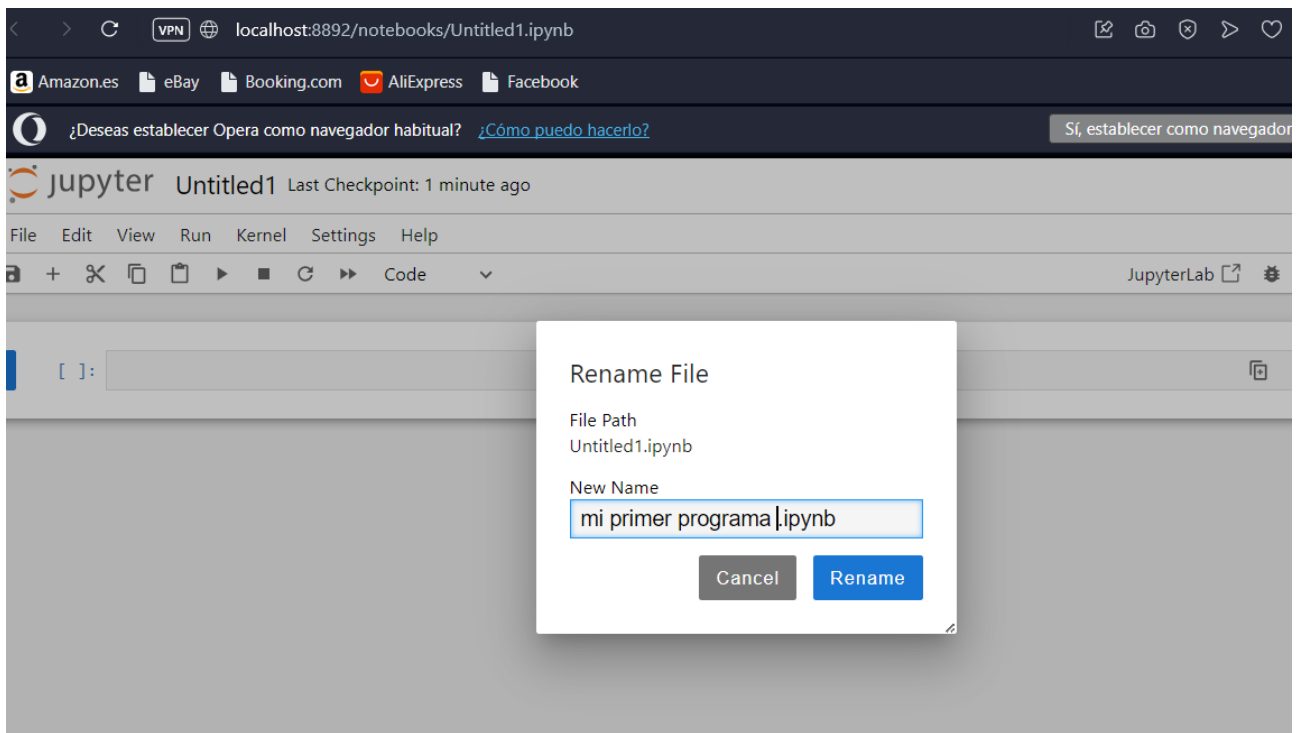 VPN localhost:8892/notebooks/Untitled1.ipynb
a Amazon.es eBay Booking.com AliExpress Facebook
¿Deseas establecer Opera como navegador habitual? ¿Cómo puedo hacerlo? Sí, establecer como navegador
jupyter Untitled1 Last Checkpoint: 1 minute ago
File Edit View Run Kernel Settings Help
Code JupyterLab
[ ]:
Rename File
File Path
Untitled1.ipynb
New Name
mi primer programa .ipynb
Cancel Rename